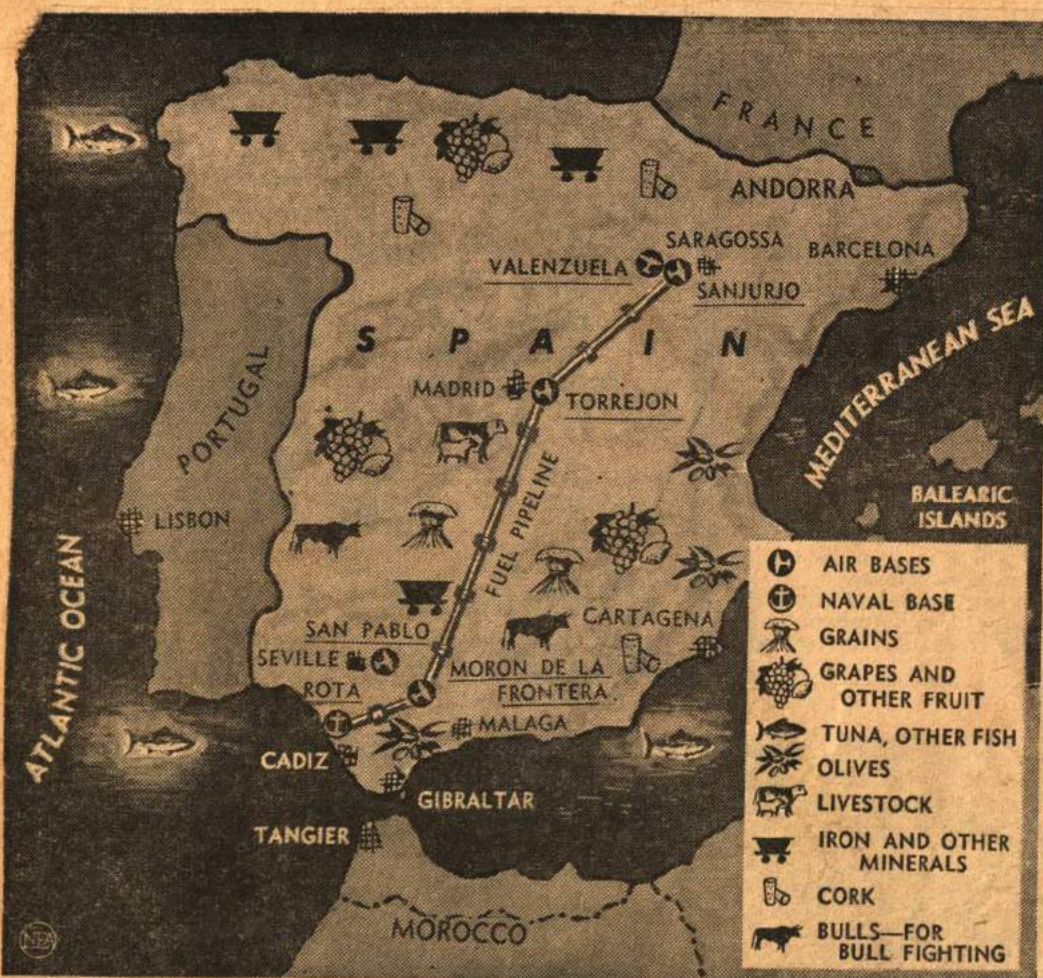 FRANCE
ANDORRA
SARAGOSSA
VALENZUELA
SANJURJO
BARCELONA
SPAIN
MEDITERRANEAN SEA
MADRID
TORREJON
PORTUGAL
LISBON
BALEARIC
ISLANDS
FUEL PIPELINE
ATLANTIC OCEAN
SAN PABLO
SEVILLE
ROTA
MORON DE LA
FRONTERA
CARTAGENA
MALAGA
CADIZ
GIBRALTAR
TANGIER
MOROCCO
NEA
AIR BASES
NAVAL BASE
GRAINS
GRAPES AND
OTHER FRUIT
TUNA, OTHER FISH
OLIVES
LIVESTOCK
IRON AND OTHER
MINERALS
CORK
BULLS—FOR
BULL FIGHTING